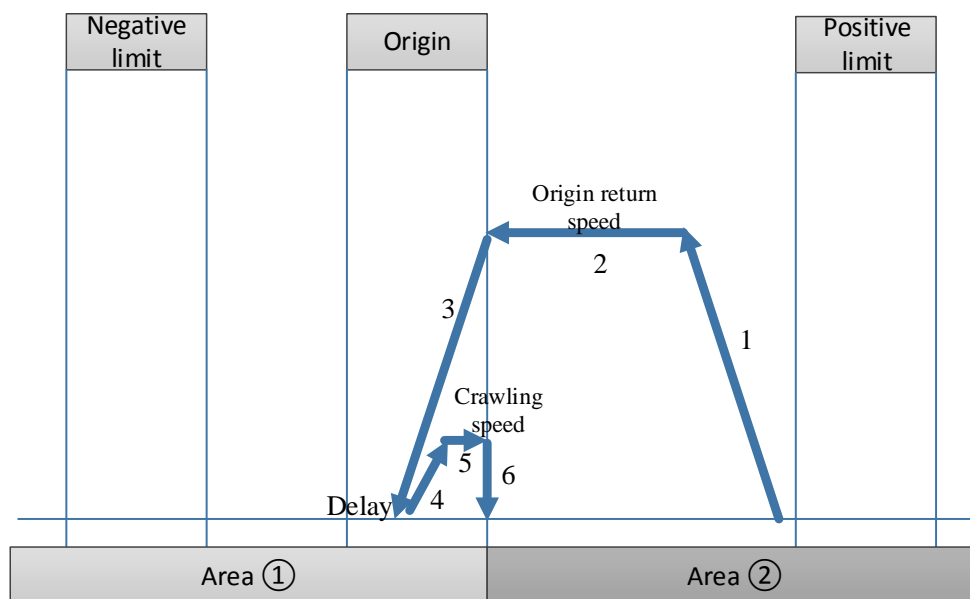 Negative
limit
Origin
Positive
limit
Origin return
speed
2
3
1
Crawling
speed
5
6
4
Delay
Area ①
Area ②